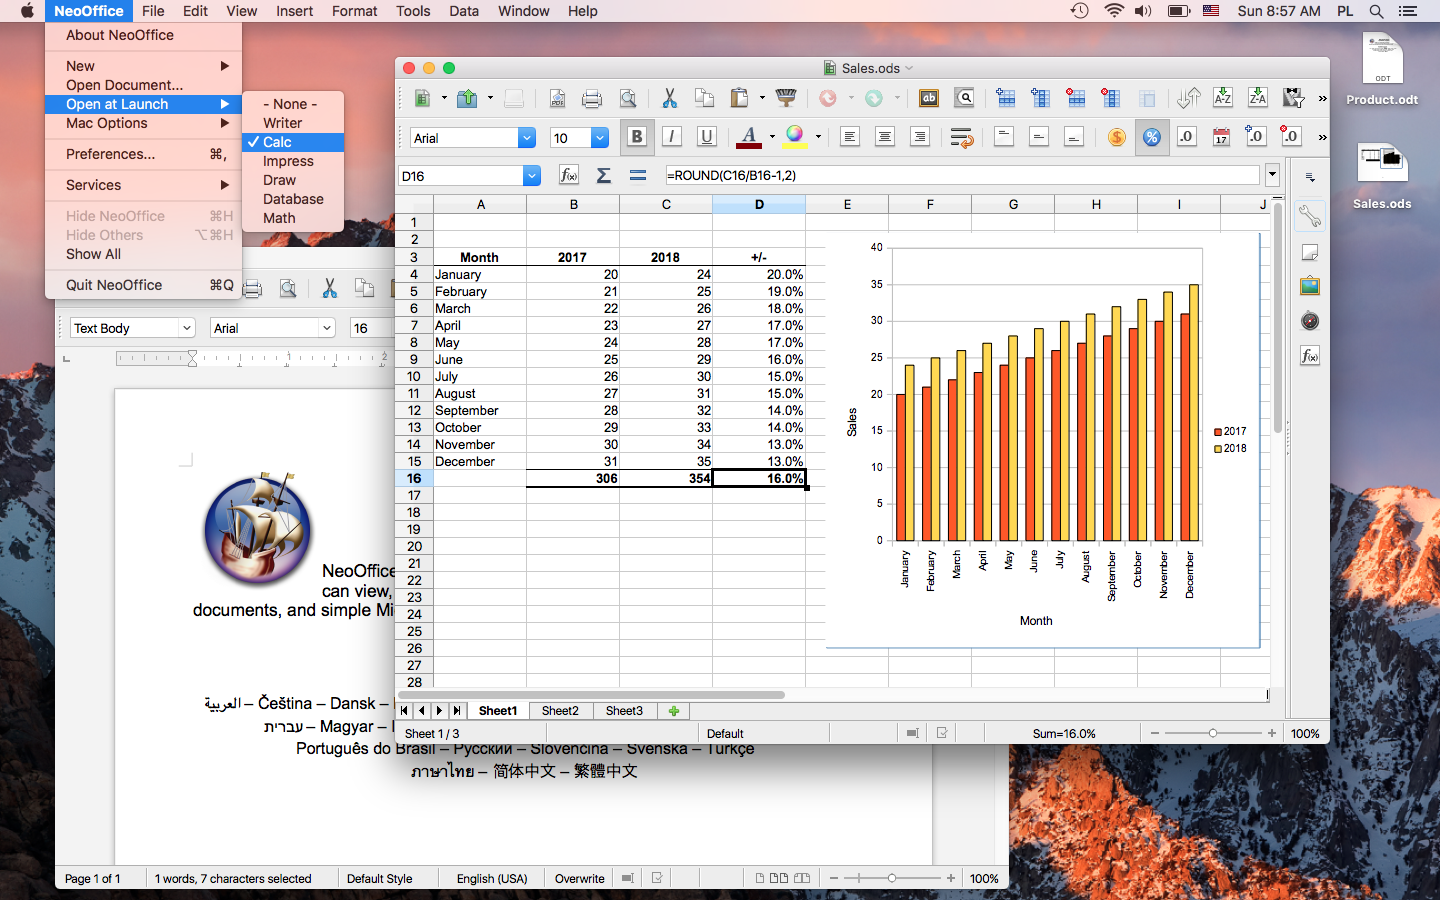 NeoOffice File Edit View Insert Format Tools Data Window Help Sun 8:57 AM PL
About NeoOffice
New
Open Document...
Open at Launch
Mac Options
Preferences... ⌘,
Services
Hide NeoOffice ⌘H
Hide Others ⌥⌘H
Show All
Quit NeoOffice ⌘Q
- None -
Writer
✓ Calc
Impress
Draw
Database
Math
ODT
Product.odt
Sales.ods
Sales.ods
PDF
A-Z
Z-A
Arial 10 B I U A $ % .0 17 .0 .0
D16 f(x) Σ = =ROUND(C16/B16-1,2)
A B C D E F G H I J
1
2
3 Month 2017 2018 +/-
4 January 20 24 20.0%
5 February 21 25 19.0%
6 March 22 26 18.0%
7 April 23 27 17.0%
8 May 24 28 17.0%
9 June 25 29 16.0%
10 July 26 30 15.0%
11 August 27 31 15.0%
12 September 28 32 14.0%
13 October 29 33 14.0%
14 November 30 34 13.0%
15 December 31 35 13.0%
16 306 354 16.0%
17
18
19
20
21
22
23
24
25
26
27
28
40
35
30
25
20
15
10
5
0
Sales
2017
2018
January February March April May June July August September October November December
Month
f(x)
Sheet1 Sheet2 Sheet3
Sheet 1 / 3 Default Sum=16.0% 100%
Text Body Arial 16
1 2
NeoOffice
can view,
documents, and simple Mi
العربية – Čeština – Dansk –
עברית – Magyar –
Português do Brasil – Русский – Slovenčina – Svenska – Türkçe
ภาษาไทย – 简体中文 – 繁體中文
Page 1 of 1 1 words, 7 characters selected Default Style English (USA) Overwrite 100%